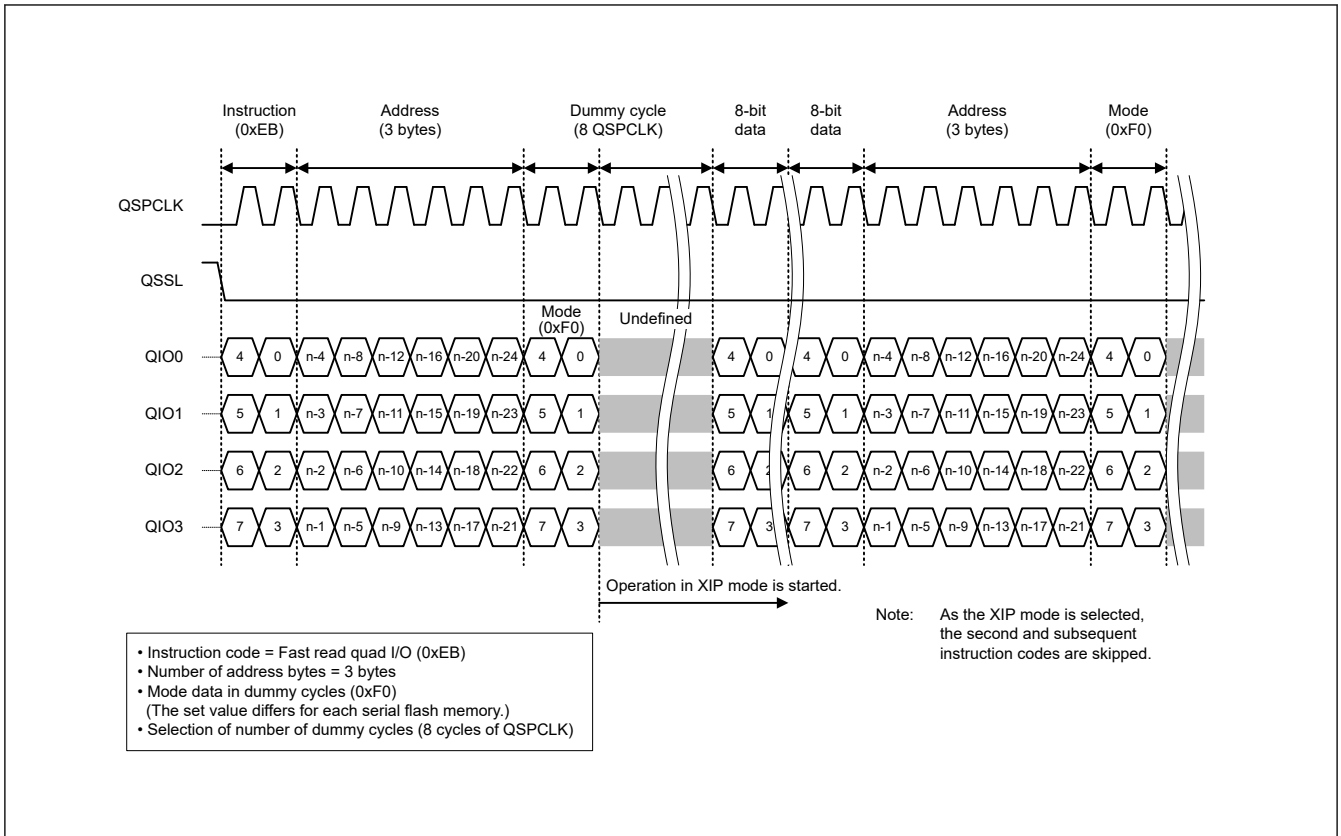 Instruction
(0xEB)
Address
(3 bytes)
Dummy cycle
(8 QSPCLK)
8-bit
data
8-bit
data
Address
(3 bytes)
Mode
(0xF0)
QSPCLK
QSSL
Mode
(0xF0)
Undefined
QIO0 4 0 n-4 n-8 n-12 n-16 n-20 n-24 4 0 4 0 4 0 n-4 n-8 n-12 n-16 n-20 n-24 4 0
QIO1 5 1 n-3 n-7 n-11 n-15 n-19 n-23 5 1 5 1 5 1 n-3 n-7 n-11 n-15 n-19 n-23 5 1
QIO2 6 2 n-2 n-6 n-10 n-14 n-18 n-22 6 2 6 2 6 2 n-2 n-6 n-10 n-14 n-18 n-22 6 2
QIO3 7 3 n-1 n-5 n-9 n-13 n-17 n-21 7 3 7 3 7 3 n-1 n-5 n-9 n-13 n-17 n-21 7 3
Operation in XIP mode is started.
Note: As the XIP mode is selected,
the second and subsequent
instruction codes are skipped.
• Instruction code = Fast read quad I/O (0xEB)
• Number of address bytes = 3 bytes
• Mode data in dummy cycles (0xF0)
(The set value differs for each serial flash memory.)
• Selection of number of dummy cycles (8 cycles of QSPCLK)